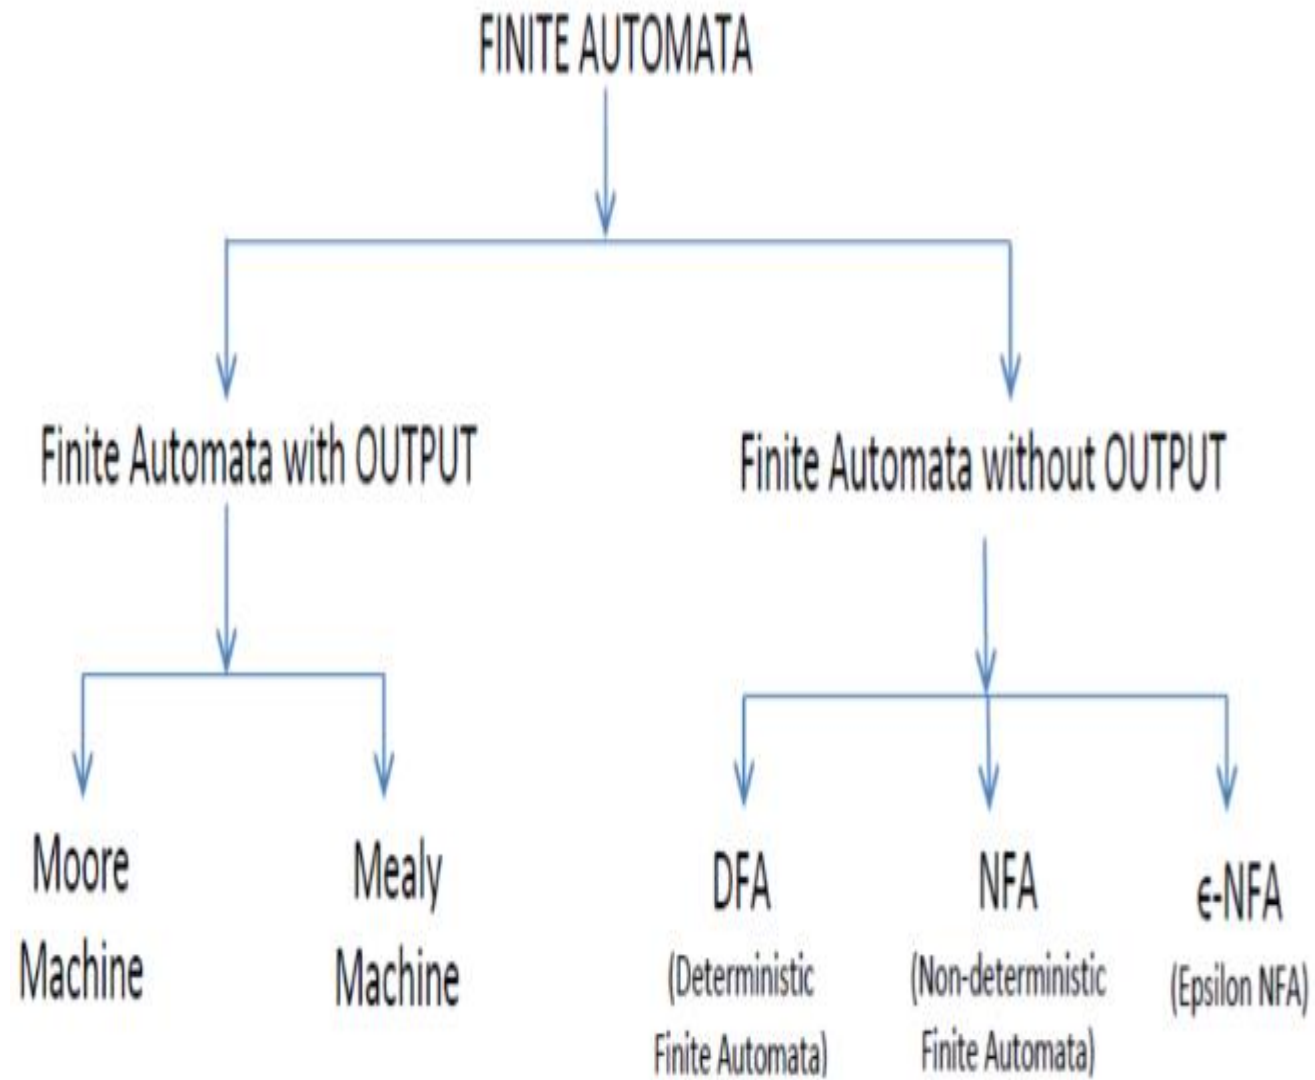 FINITE AUTOMATA
Finite Automata with OUTPUT
Finite Automata without OUTPUT
Moore
Machine
Mealy
Machine
DFA
(Deterministic
Finite Automata)
NFA
(Non-deterministic
Finite Automata)
ϵ-NFA
(Epsilon NFA)